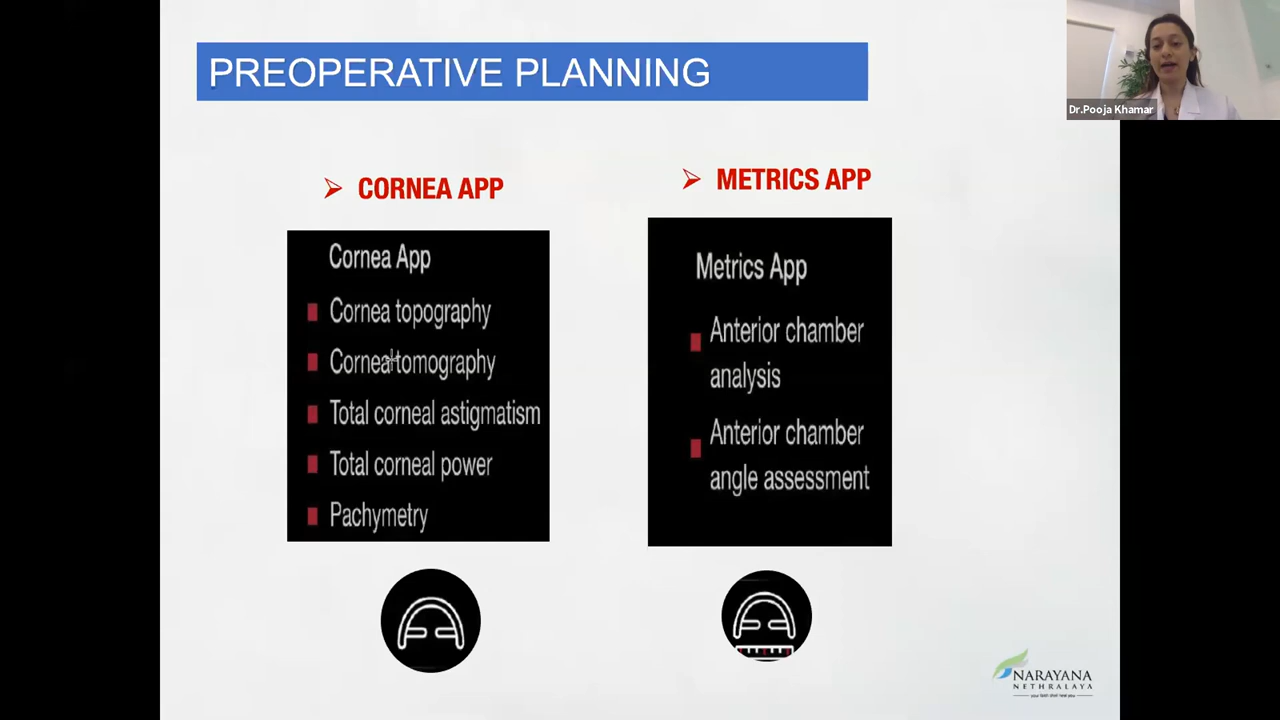 PREOPERATIVE PLANNING
Dr.Pooja Khamar
CORNEA APP
Cornea App
Cornea topography
Cornea tomography
Total corneal astigmatism
Total corneal power
Pachymetry
METRICS APP
Metrics App
Anterior chamber
analysis
Anterior chamber
angle assessment
NARAYANA
NETHRALAYA